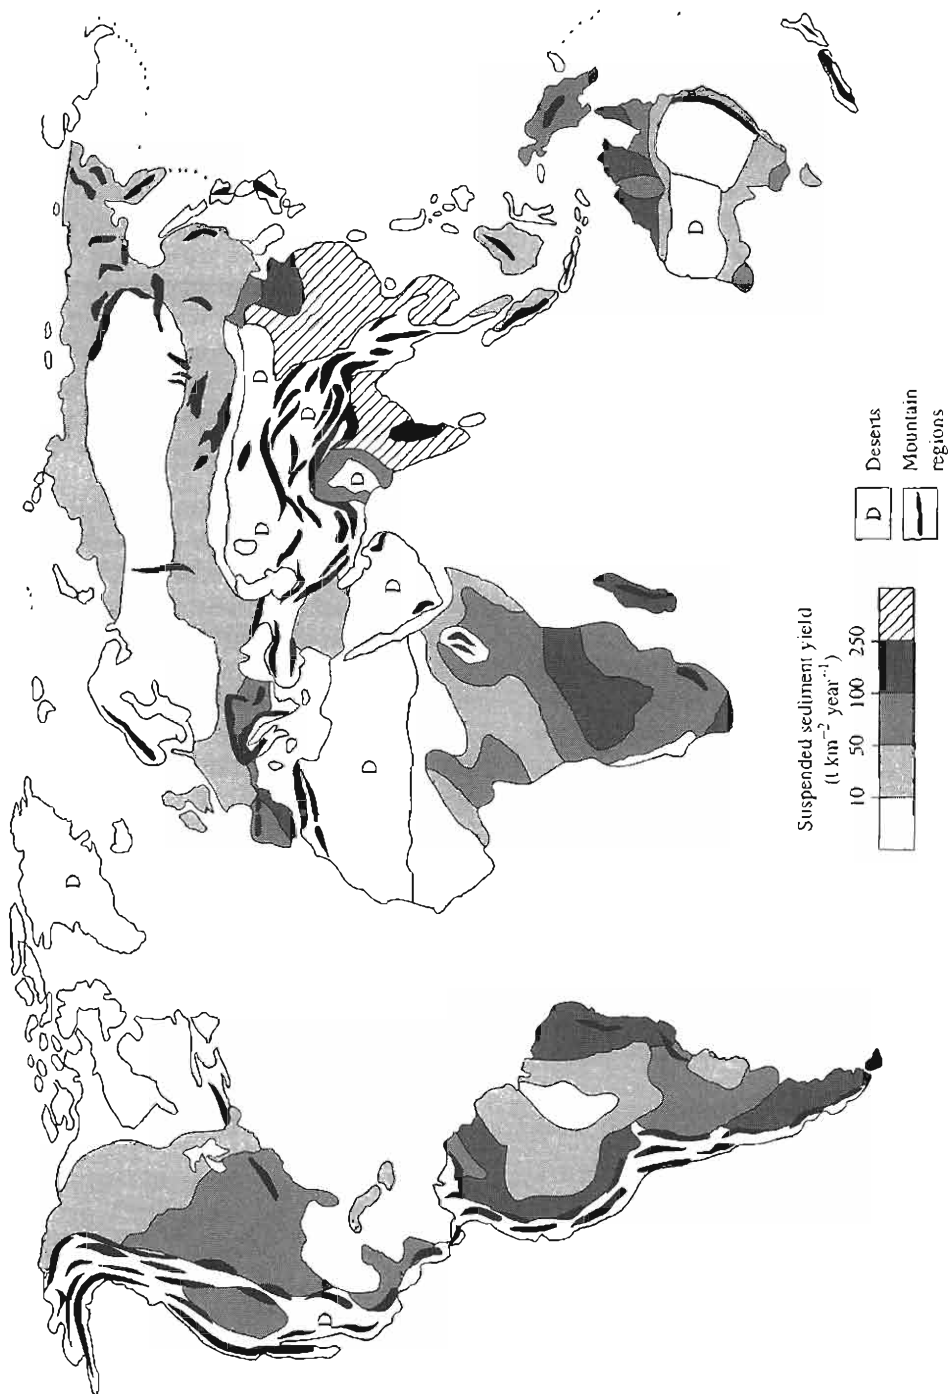 D
D D
D
D
D
D
D
D
Suspended sediment yield
(t km⁻² year⁻¹)
10 50 100 250
D Deserts
Mountain
regions